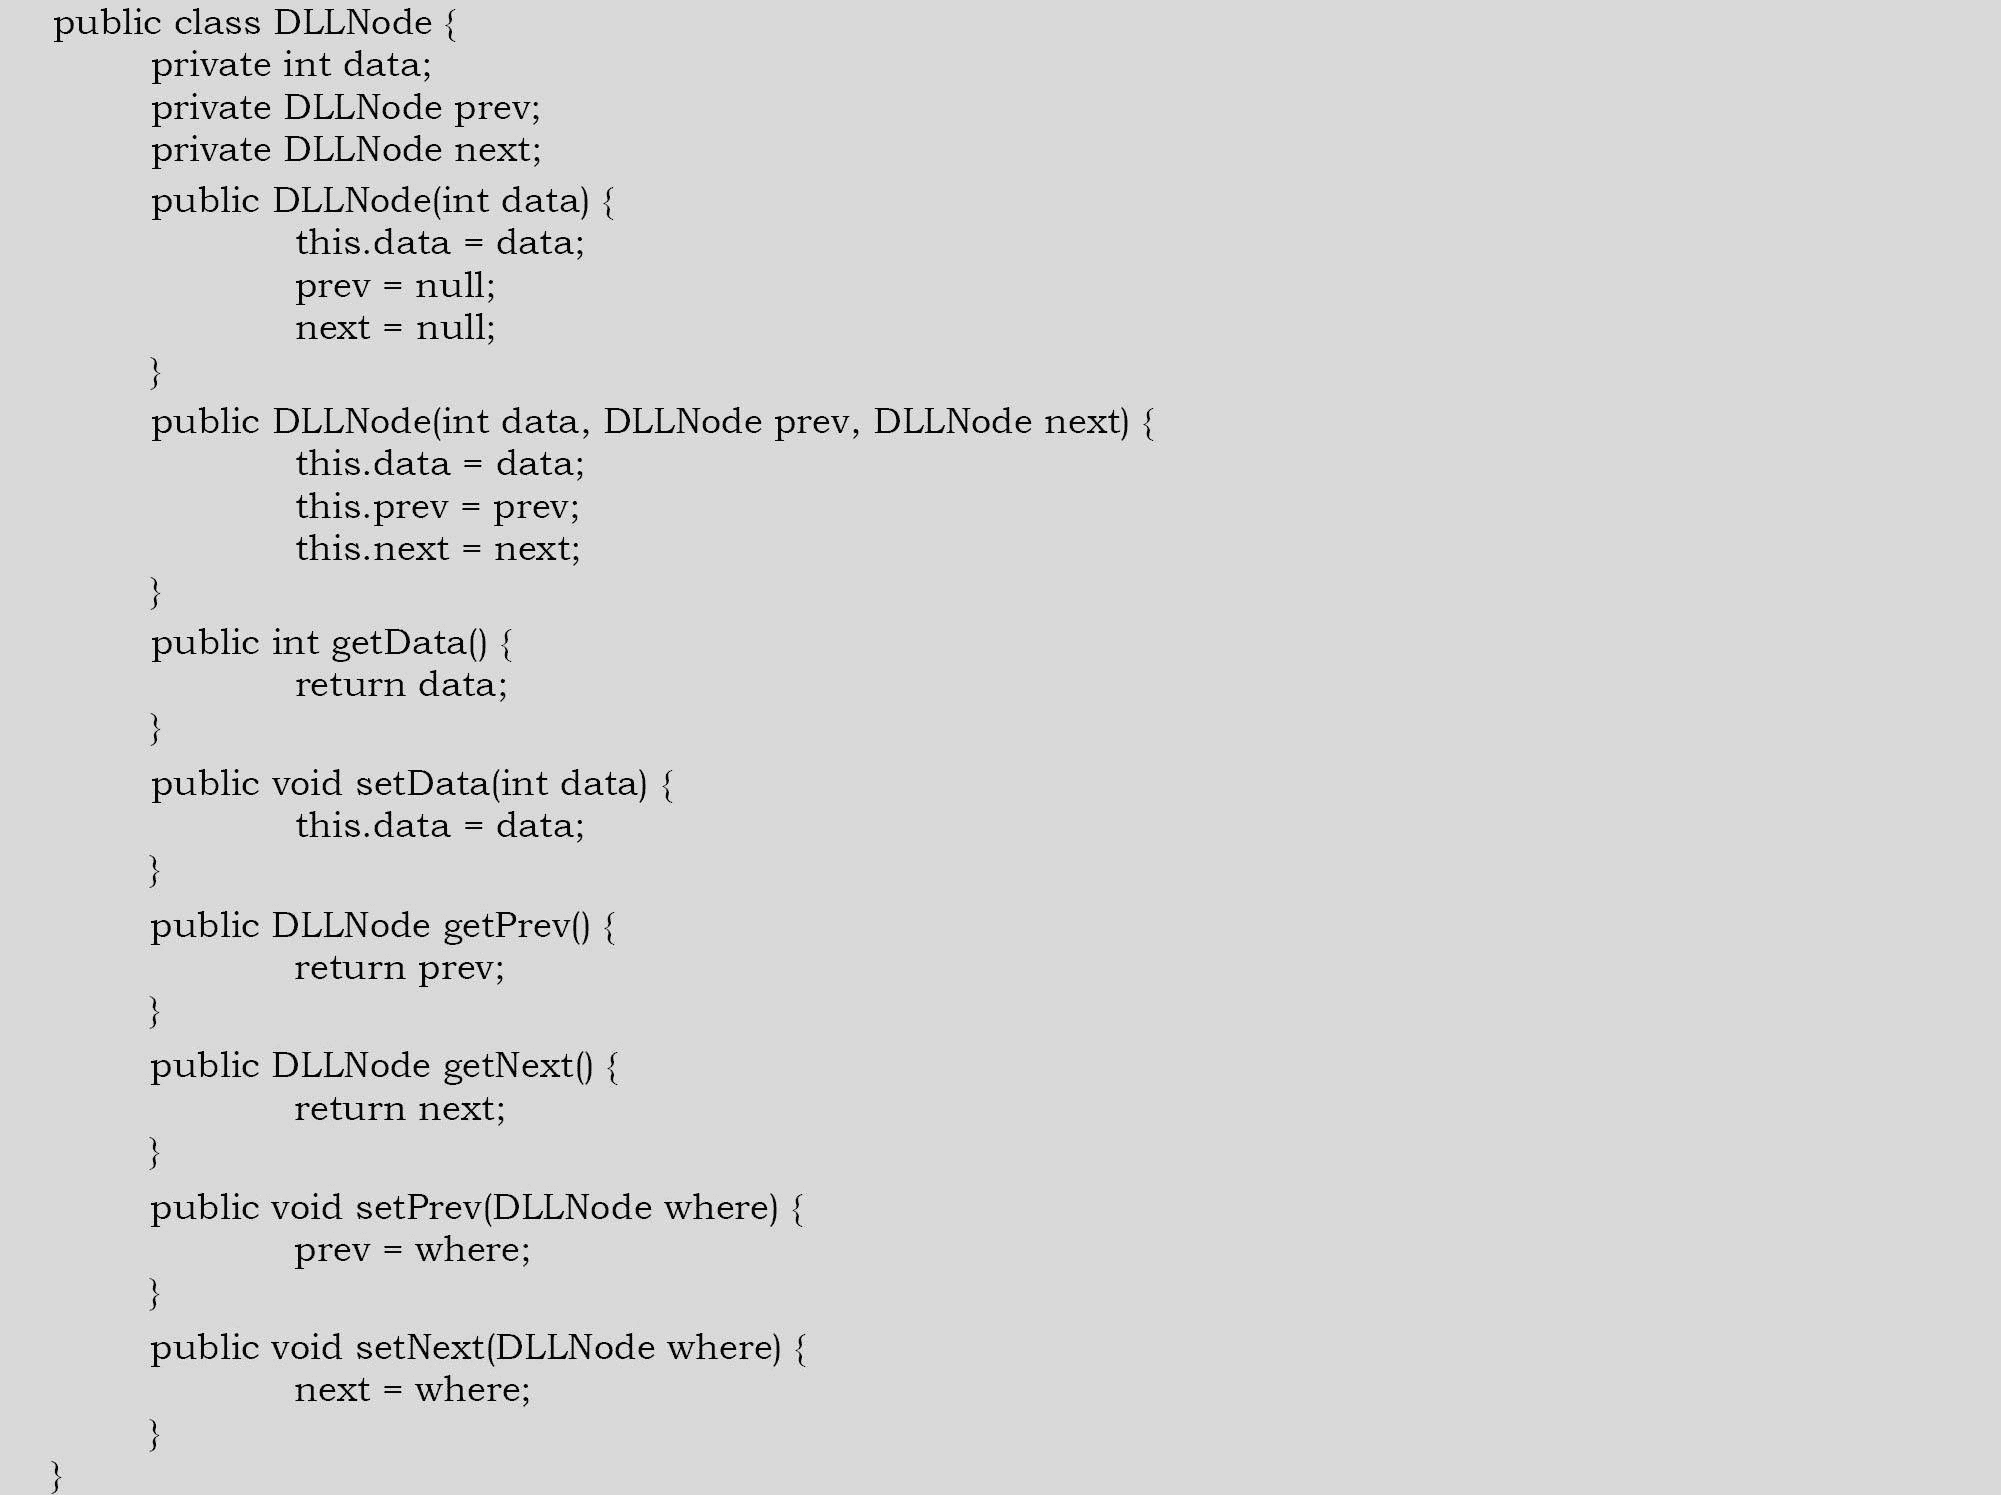 public class DLLNode {
private int data;
private DLLNode prev;
private DLLNode next;
public DLLNode(int data) {
this.data = data;
prev = null;
next = null;
}
public DLLNode(int data, DLLNode prev, DLLNode next) {
this.data = data;
this.prev = prev;
this.next = next;
}
public int getData() {
return data;
}
public void setData(int data) {
this.data = data;
}
public DLLNode getPrev() {
return prev;
}
public DLLNode getNext() {
return next;
}
public void setPrev(DLLNode where) {
prev = where;
}
public void setNext(DLLNode where) {
next = where;
}
}